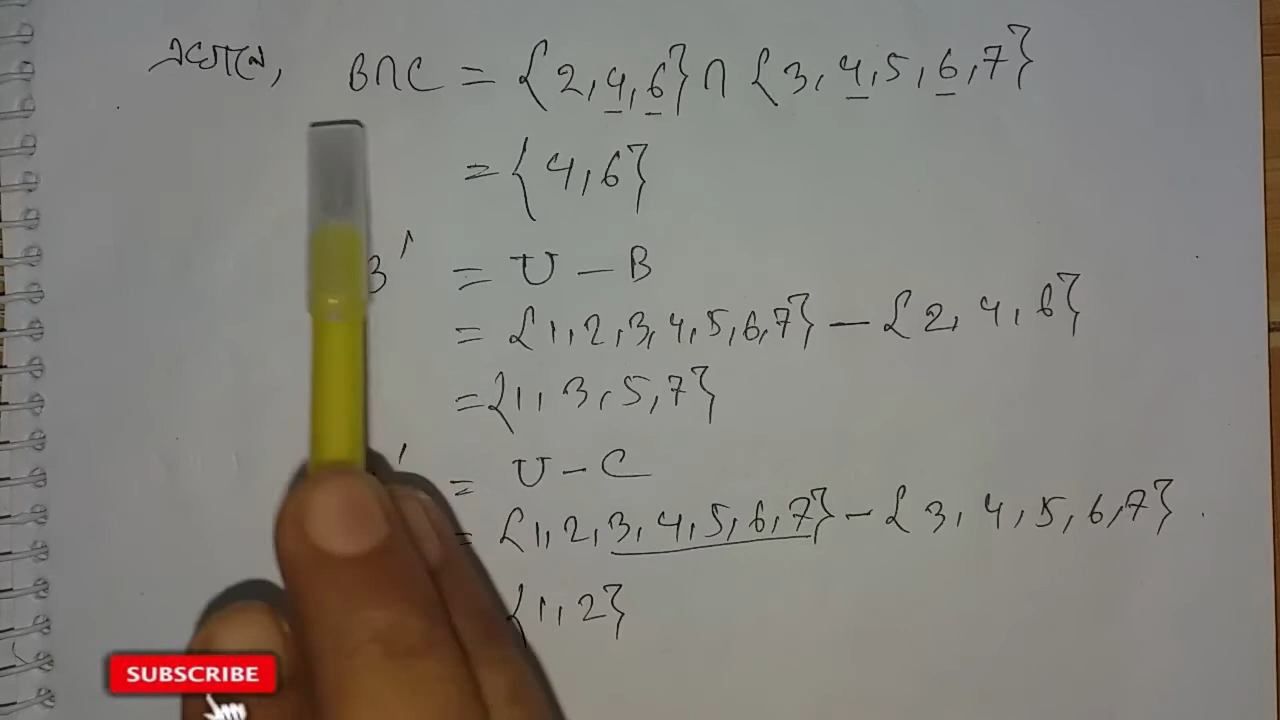 এখানে, B∩C = {2, 4, 6} ∩ {3, 4, 5, 6, 7}
= {4, 6}
B' = U - B
= {1, 2, 3, 4, 5, 6, 7} - {2, 4, 6}
= {1, 3, 5, 7}
' = U - C
= {1, 2, 3, 4, 5, 6, 7} - {3, 4, 5, 6, 7}
{1, 2}
SUBSCRIBE